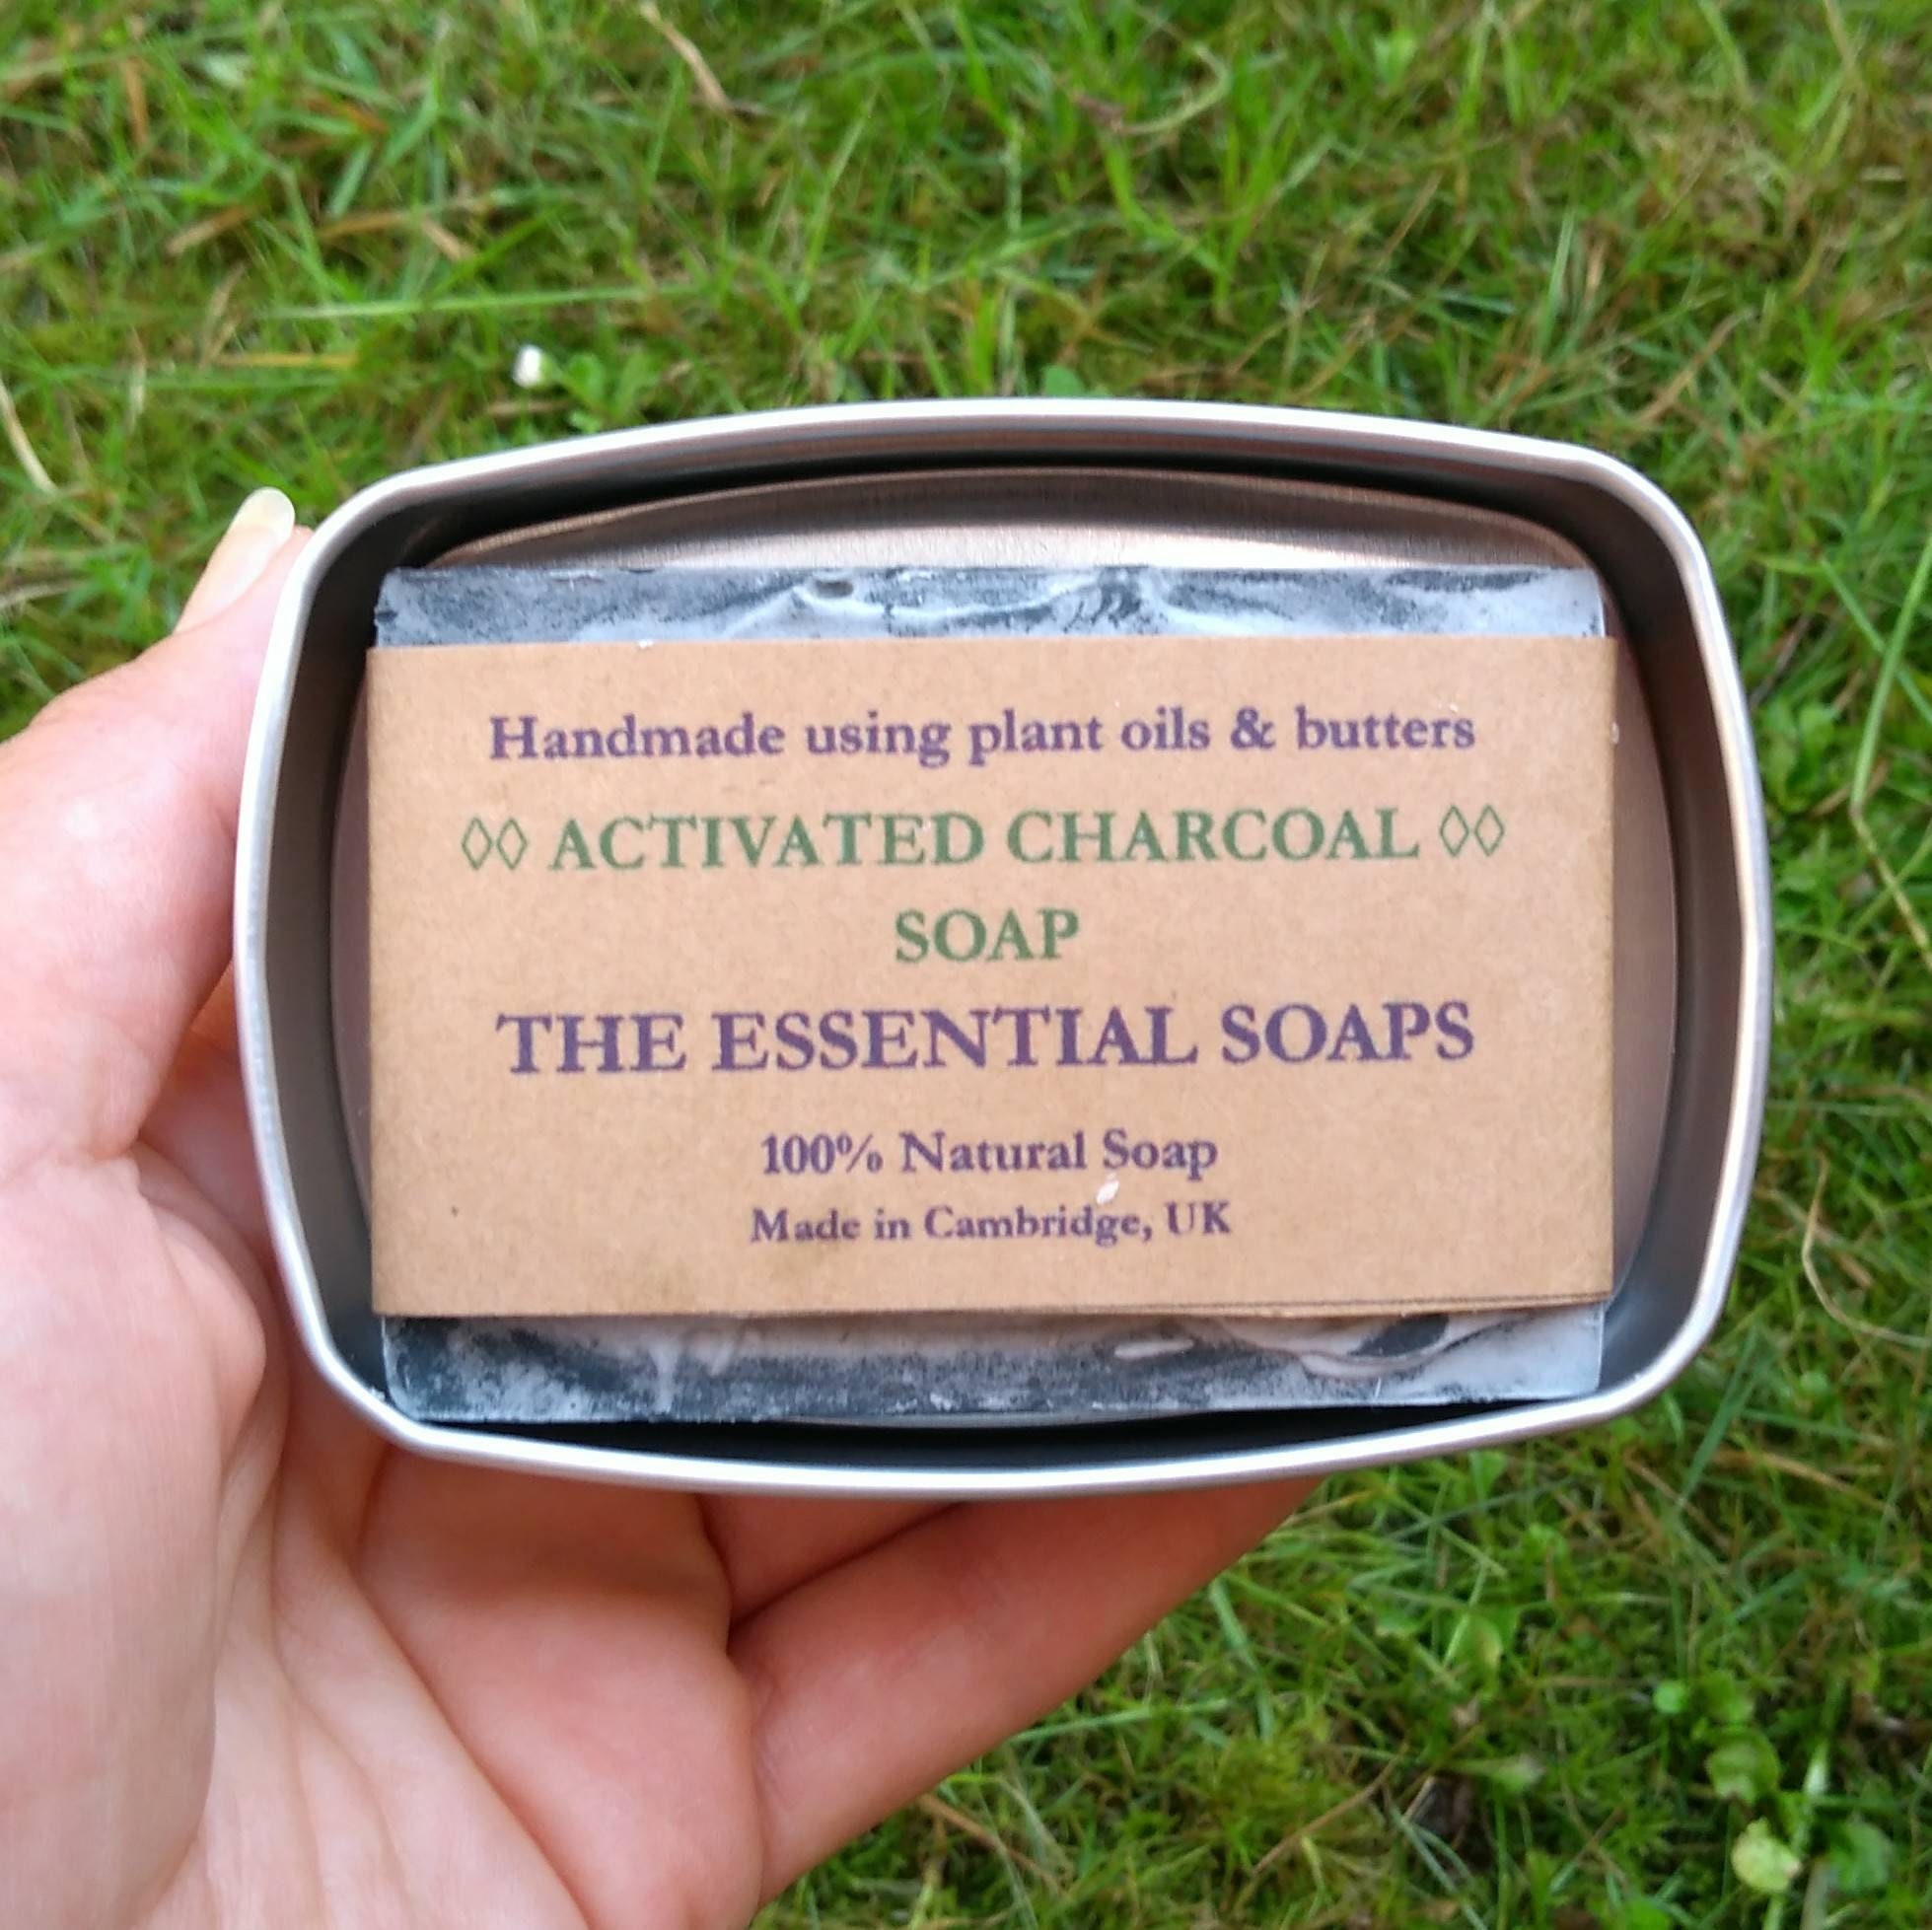 Handmade using plant oils & butters
◊◊ ACTIVATED CHARCOAL ◊◊
SOAP
THE ESSENTIAL SOAPS
100% Natural Soap
Made in Cambridge, UK